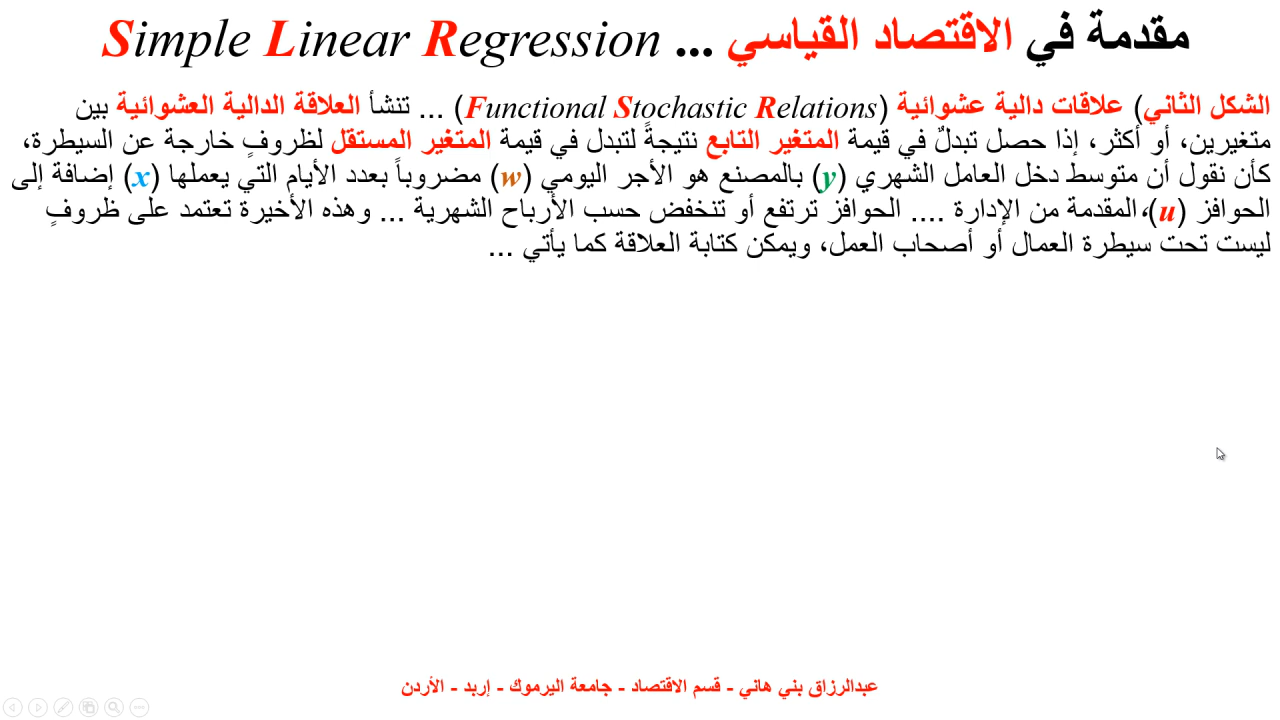 مقدمة في الاقتصاد القياسي ... Simple Linear Regression
الشكل الثاني) علاقات دالية عشوائية (Functional Stochastic Relations) ... تنشأ العلاقة الدالية العشوائية بين
متغيرين، أو أكثر، إذا حصل تبدلٌ في قيمة المتغير التابع نتيجةً لتبدل في قيمة المتغير المستقل لظروفٍ خارجة عن السيطرة،
كأن نقول أن متوسط دخل العامل الشهري (y) بالمصنع هو الأجر اليومي (w) مضروباً بعدد الأيام التي يعملها (x) إضافة إلى
الحوافز (u)، المقدمة من الإدارة .... الحوافز ترتفع أو تنخفض حسب الأرباح الشهرية ... وهذه الأخيرة تعتمد على ظروفٍ
ليست تحت سيطرة العمال أو أصحاب العمل، ويمكن كتابة العلاقة كما يأتي ...
عبدالرزاق بني هاني - قسم الاقتصاد - جامعة اليرموك - إربد - الأردن